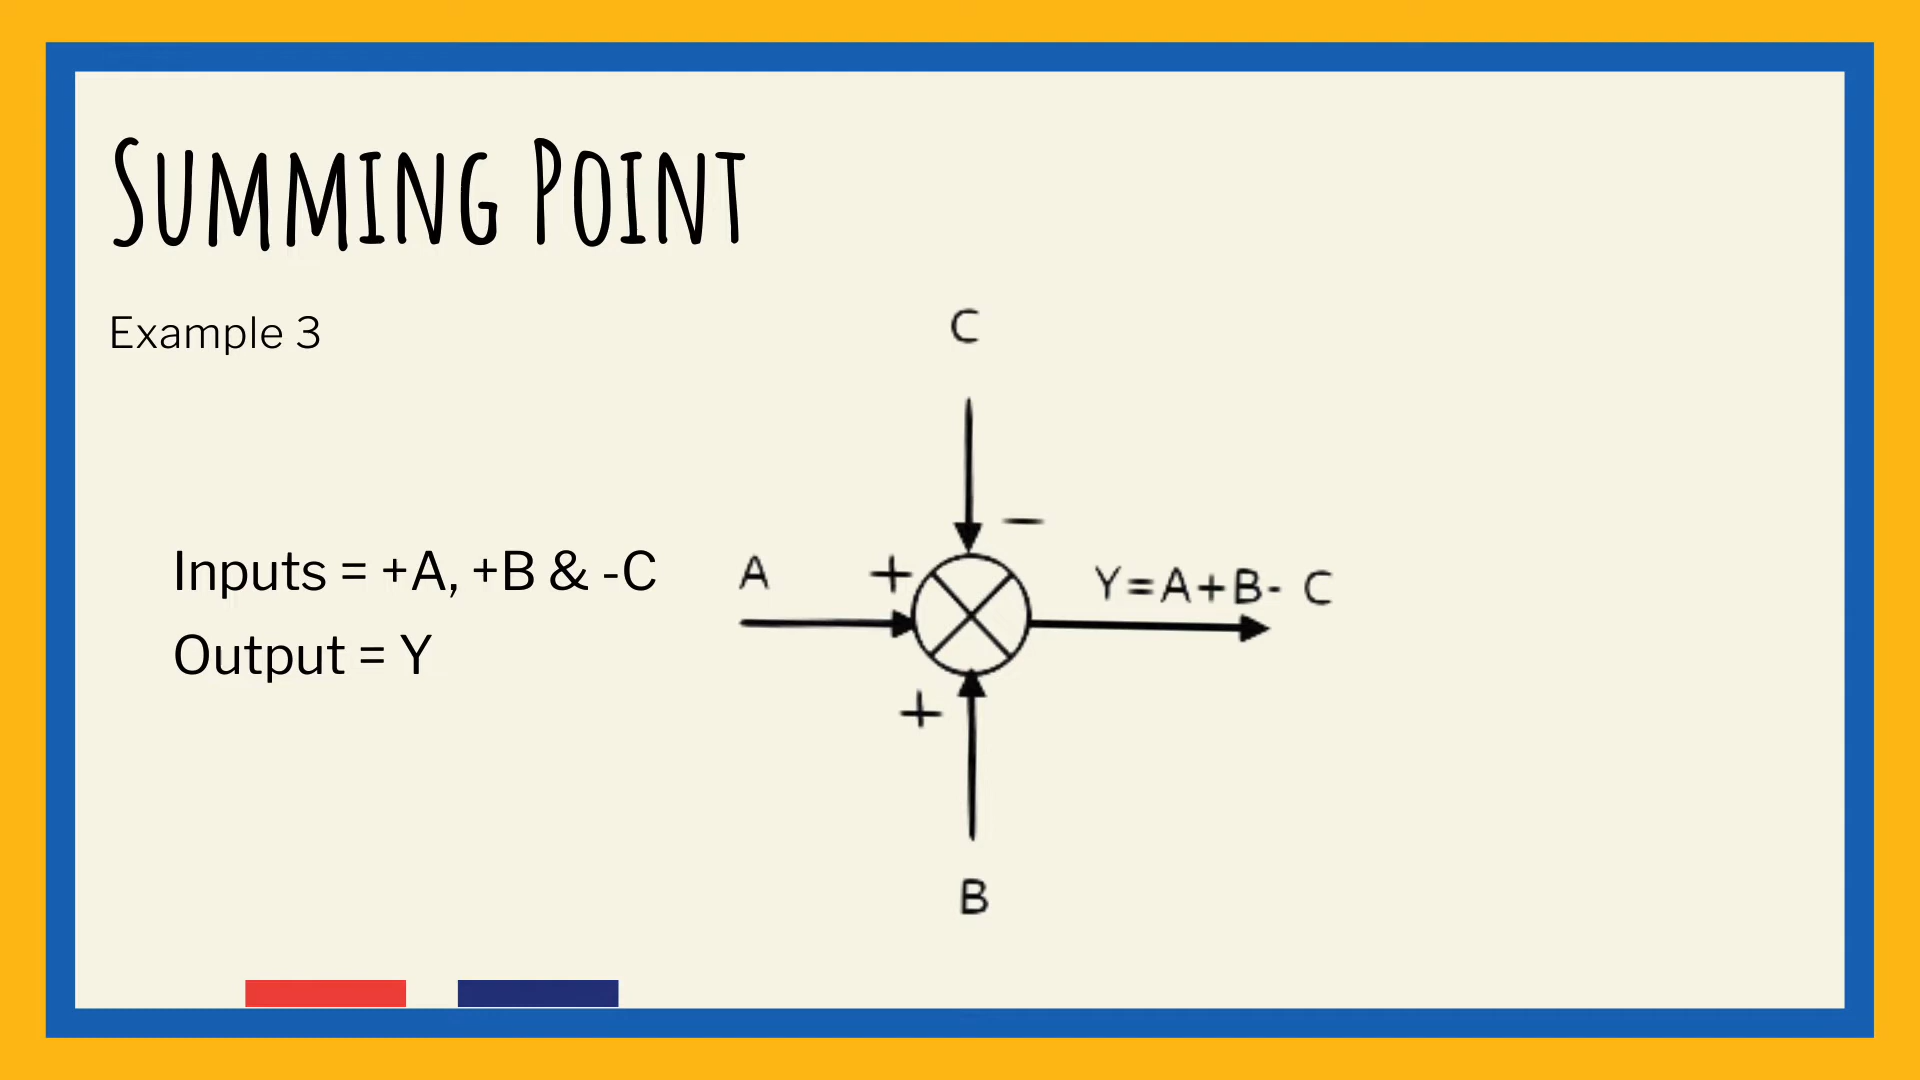 SUMMING POINT
Example 3
C
−
Inputs = +A, +B & -C
A
+
Y=A+B- C
Output = Y
+
B